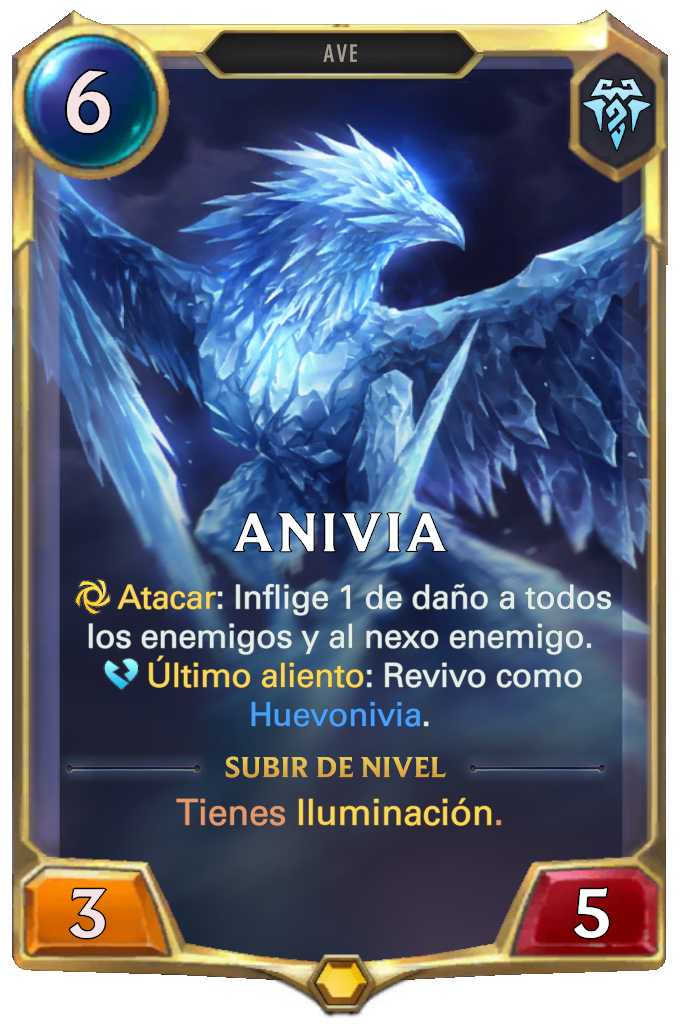 AVE
6
ANIVIA
Atacar: Inflige 1 de daño a todos
los enemigos y al nexo enemigo.
Último aliento: Revivo como
Huevonivia.
SUBIR DE NIVEL
Tienes Iluminación.
3
5